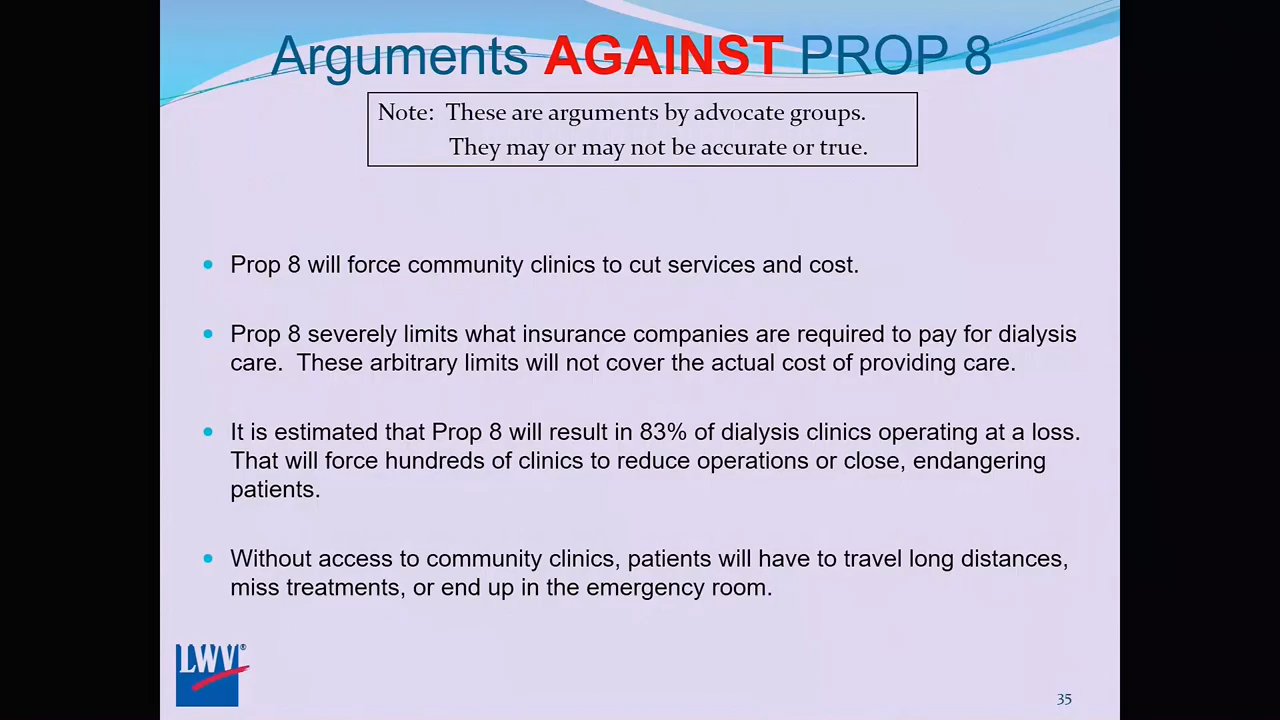 Arguments AGAINST PROP 8
Note: These are arguments by advocate groups.
They may or may not be accurate or true.
• Prop 8 will force community clinics to cut services and cost.
• Prop 8 severely limits what insurance companies are required to pay for dialysis
care. These arbitrary limits will not cover the actual cost of providing care.
• It is estimated that Prop 8 will result in 83% of dialysis clinics operating at a loss.
That will force hundreds of clinics to reduce operations or close, endangering
patients.
• Without access to community clinics, patients will have to travel long distances,
miss treatments, or end up in the emergency room.
LWV®
35